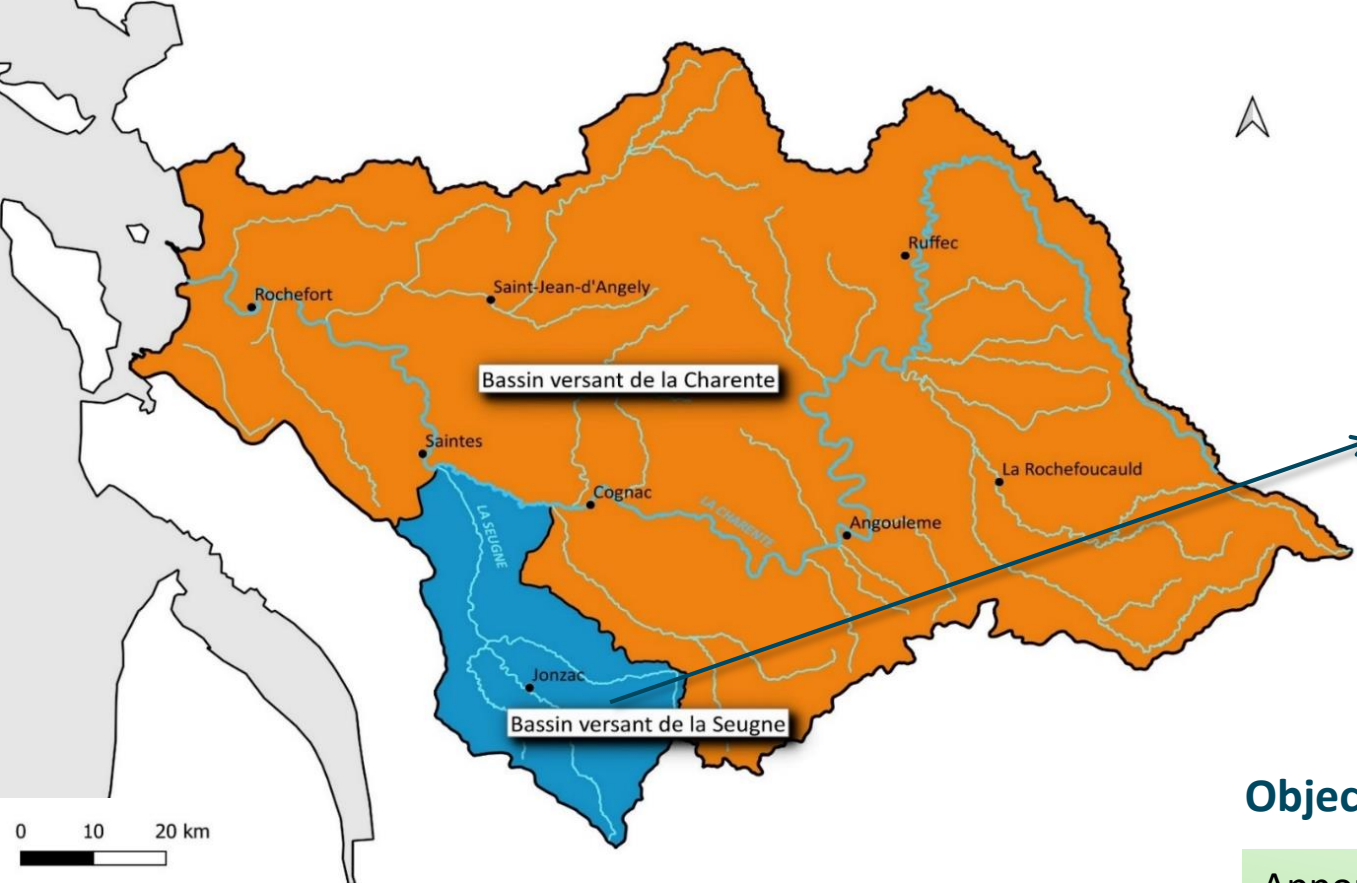 Ruffec
Rochefort
Saint-Jean-d'Angely
Bassin versant de la Charente
Saintes
La Rochefoucauld
Cognac
LA CHARENTE
Angouleme
LA SEUGNE
Jonzac
Bassin versant de la Seugne
0 10 20 km
Objec